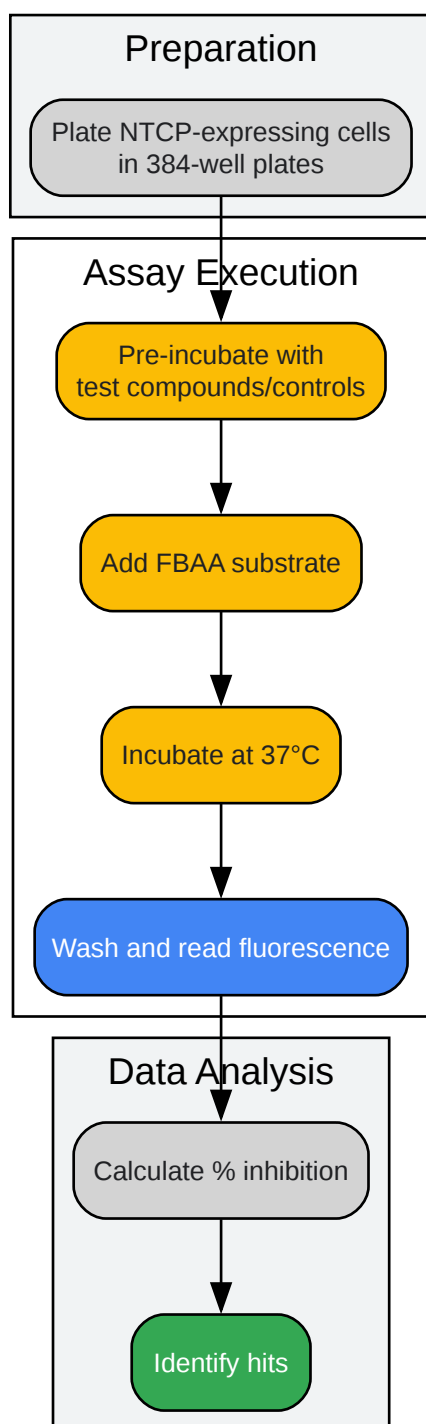 Preparation
Plate NTCP-expressing cells
in 384-well plates
Assay Execution
Pre-incubate with
test compounds/controls
Add FBAA substrate
Incubate at 37°C
Wash and read fluorescence
Data Analysis
Calculate % inhibition
Identify hits